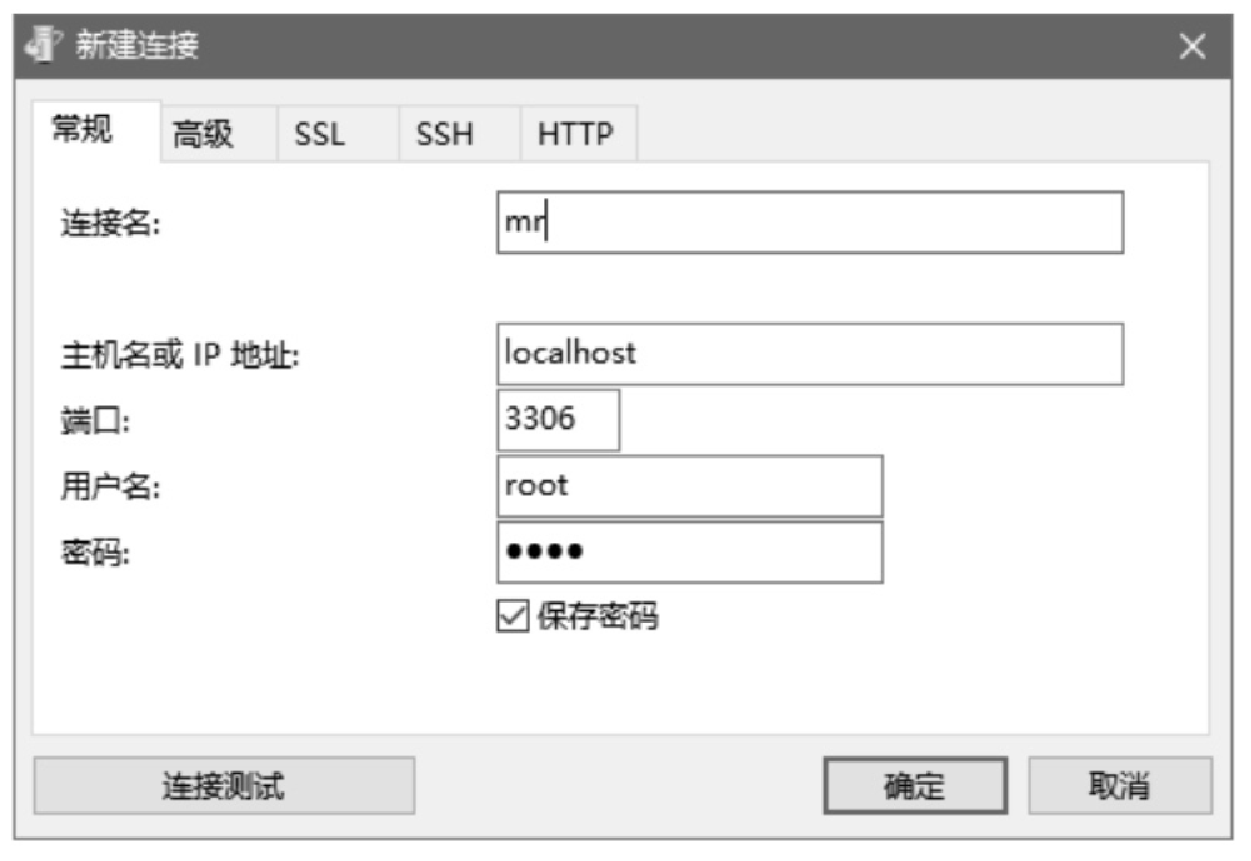 新建连接
常规 高级 SSL SSH HTTP
连接名: mr
主机名或 IP 地址: localhost
端口: 3306
用户名: root
密码: ●●●●
保存密码
连接测试 确定 取消